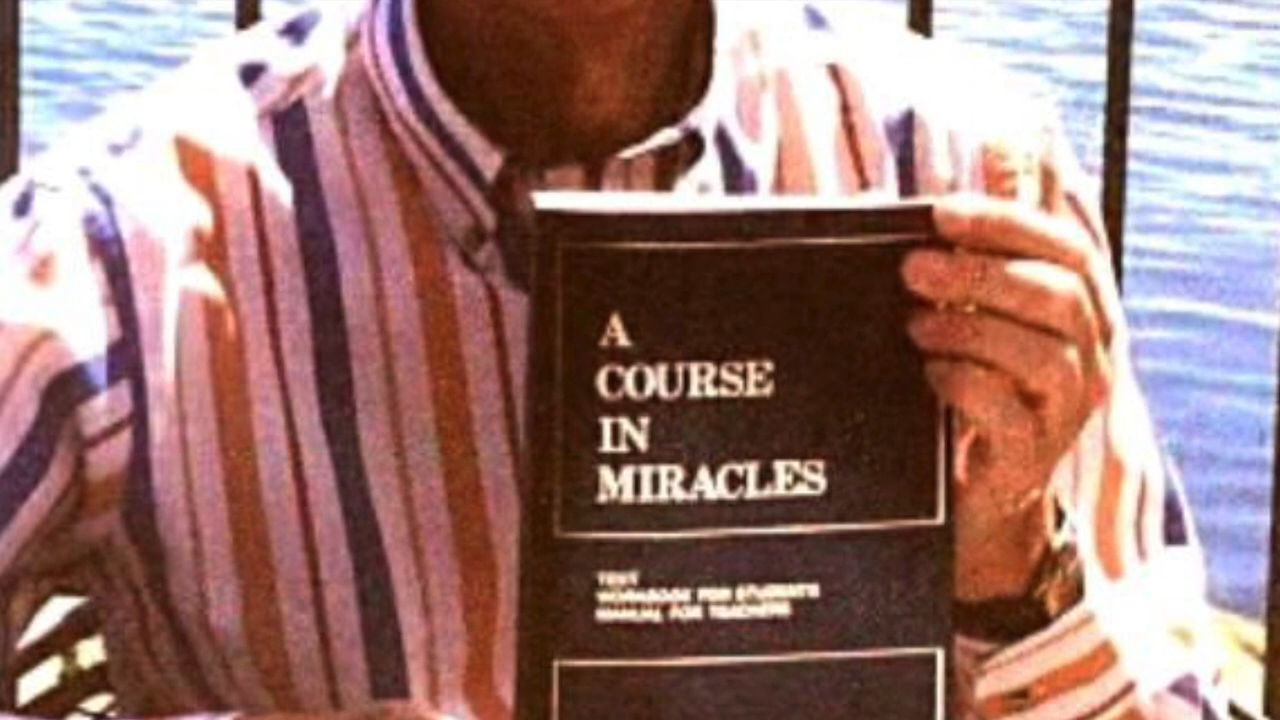 A
COURSE
IN
MIRACLES
TEXT
WORKBOOK FOR STUDENTS
MANUAL FOR TEACHERS